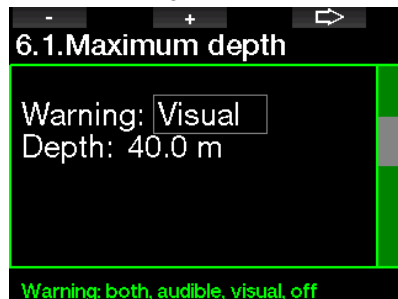 - +
6.1.Maximum depth
Warning: Visual
Depth: 40.0 m
Warning: both, audible, visual, off